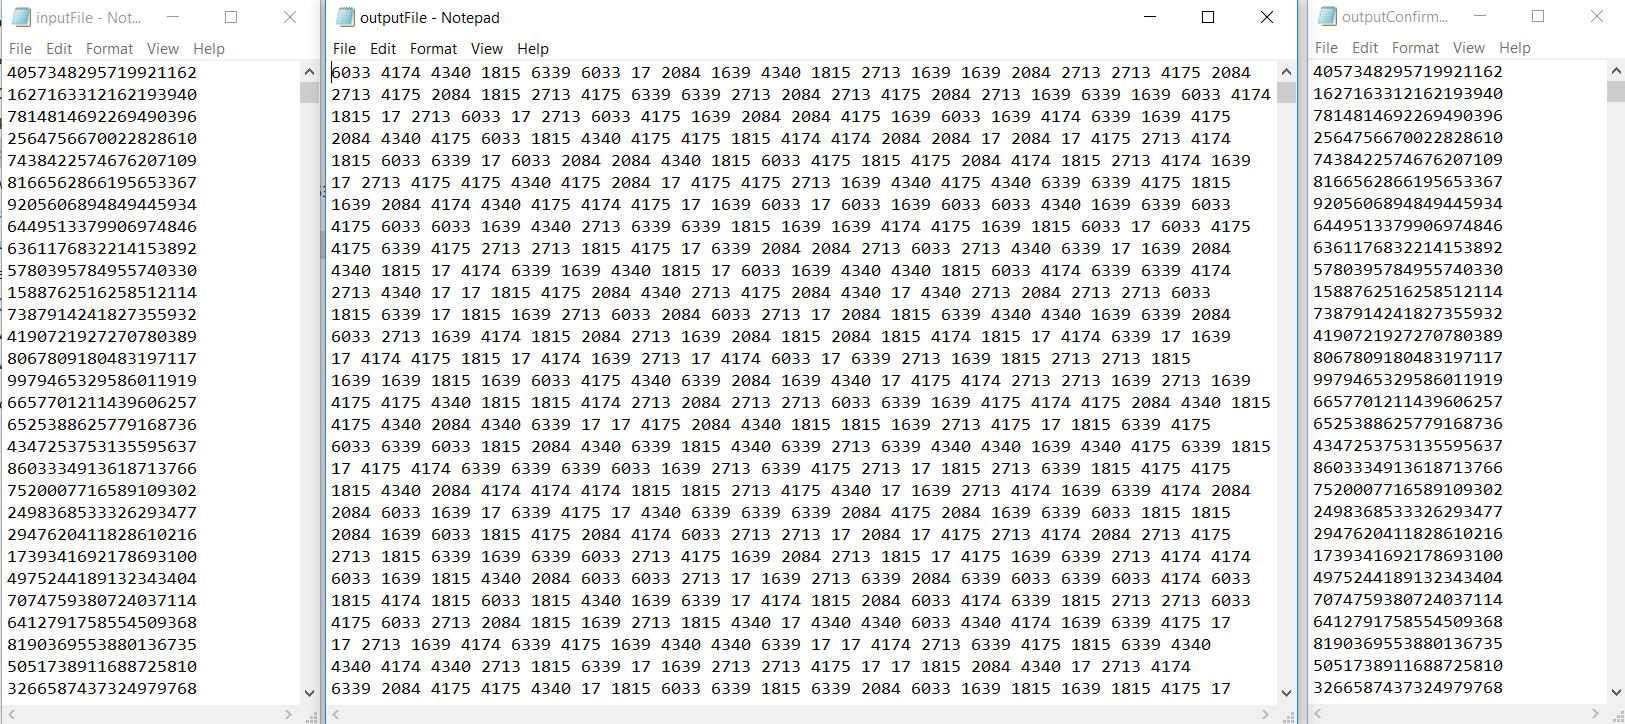 inputFile - Not...
File Edit Format View Help
4057348295719921162
1627163312162193940
7814814692269490396
2564756670022828610
7438422574676207109
8166562866195653367
9205606894849445934
6449513379906974846
6361176832214153892
5780395784955740330
1588762516258512114
7387914241827355932
4190721927270780389
8067809180483197117
9979465329586011919
6657701211439606257
6525388625779168736
4347253753135595637
8603334913618713766
7520007716589109302
2498368533326293477
2947620411828610216
1739341692178693100
4975244189132343404
7074759380724037114
6412791758554509368
8190369553880136735
5051738911688725810
3266587437324979768
outputFile - Notepad
File Edit Format View Help
6033 4174 4340 1815 6339 6033 17 2084 1639 4340 1815 2713 1639 1639 2084 2713 2713 4175 2084
2713 4175 2084 1815 2713 4175 6339 6339 2713 2084 2713 4175 2084 2713 1639 6339 1639 6033 4174
1815 17 2713 6033 17 2713 6033 4175 1639 2084 2084 4175 1639 6033 1639 4174 6339 1639 4175
2084 4340 4175 6033 1815 4340 4175 4175 1815 4174 4174 2084 2084 17 2084 17 4175 2713 4174
1815 6033 6339 17 6033 2084 2084 4340 1815 6033 4175 1815 4175 2084 4174 1815 2713 4174 1639
17 2713 4175 4175 4340 4175 2084 17 4175 4175 2713 1639 4340 4175 4340 6339 6339 4175 1815
1639 2084 4174 4340 4175 4174 4175 17 1639 6033 17 6033 1639 6033 6033 4340 1639 6339 6033
4175 6033 6033 1639 4340 2713 6339 6339 1815 1639 1639 4174 4175 1639 1815 6033 17 6033 4175
4175 6339 4175 2713 2713 1815 4175 17 6339 2084 2084 2713 6033 2713 4340 6339 17 1639 2084
4340 1815 17 4174 6339 1639 4340 1815 17 6033 1639 4340 4340 1815 6033 4174 6339 6339 4174
2713 4340 17 17 1815 4175 2084 4340 2713 4175 2084 4340 17 4340 2713 2084 2713 2713 6033
1815 6339 17 1815 1639 2713 6033 2084 6033 2713 17 2084 1815 6339 4340 4340 1639 6339 2084
6033 2713 1639 4174 1815 2084 2713 1639 2084 1815 2084 1815 4174 1815 17 4174 6339 17 1639
17 4174 4175 1815 17 4174 1639 2713 17 4174 6033 17 6339 2713 1639 1815 2713 2713 1815
1639 1639 1815 1639 6033 4175 4340 6339 2084 1639 4340 17 4175 4174 2713 2713 1639 2713 1639
4175 4175 4340 1815 1815 4174 2713 2084 2713 2713 6033 6339 1639 4175 4174 4175 2084 4340 1815
4175 4340 2084 4340 6339 17 17 4175 2084 4340 1815 1815 1639 2713 4175 17 1815 6339 4175
6033 6339 6033 1815 2084 4340 6339 1815 4340 6339 2713 6339 4340 4340 1639 4340 4175 6339 1815
17 4175 4174 6339 6339 6339 6033 1639 2713 6339 4175 2713 17 1815 2713 6339 1815 4175 4175
1815 4340 2084 4174 4174 4174 1815 1815 2713 4175 4340 17 1639 2713 4174 1639 6339 4174 2084
2084 6033 1639 17 6339 4175 17 4340 6339 6339 6339 2084 4175 2084 1639 6339 6033 1815 1815
2084 1639 6033 1815 4175 2084 4174 6033 2713 2713 17 2084 17 4175 2713 4174 2084 2713 4175
2713 1815 6339 1639 6339 6033 2713 4175 1639 2084 2713 1815 17 4175 1639 6339 2713 4174 4174
6033 1639 1815 4340 2084 6033 6033 2713 17 1639 2713 6339 2084 6339 6033 6339 6033 4174 6033
1815 4174 1815 6033 1815 4340 1639 6339 17 4174 1815 2084 6033 4174 6339 1815 2713 2713 6033
4175 6033 2713 2084 1815 1639 2713 1815 4340 17 4340 4340 6033 4340 4174 1639 6339 4175 17
17 2713 1639 4174 6339 4175 1639 4340 4340 6339 17 17 4174 2713 6339 4175 1815 6339 4340
4340 4174 4340 2713 1815 6339 17 1639 2713 2713 4175 17 17 1815 2084 4340 17 2713 4174
6339 2084 4175 4175 4340 17 1815 6033 6339 1815 6339 2084 6033 1639 1815 1639 1815 4175 17
outputConfirm...
File Edit Format View Help
4057348295719921162
1627163312162193940
7814814692269490396
2564756670022828610
7438422574676207109
8166562866195653367
9205606894849445934
6449513379906974846
6361176832214153892
5780395784955740330
1588762516258512114
7387914241827355932
4190721927270780389
8067809180483197117
9979465329586011919
6657701211439606257
6525388625779168736
4347253753135595637
8603334913618713766
7520007716589109302
2498368533326293477
2947620411828610216
1739341692178693100
4975244189132343404
7074759380724037114
6412791758554509368
8190369553880136735
5051738911688725810
3266587437324979768